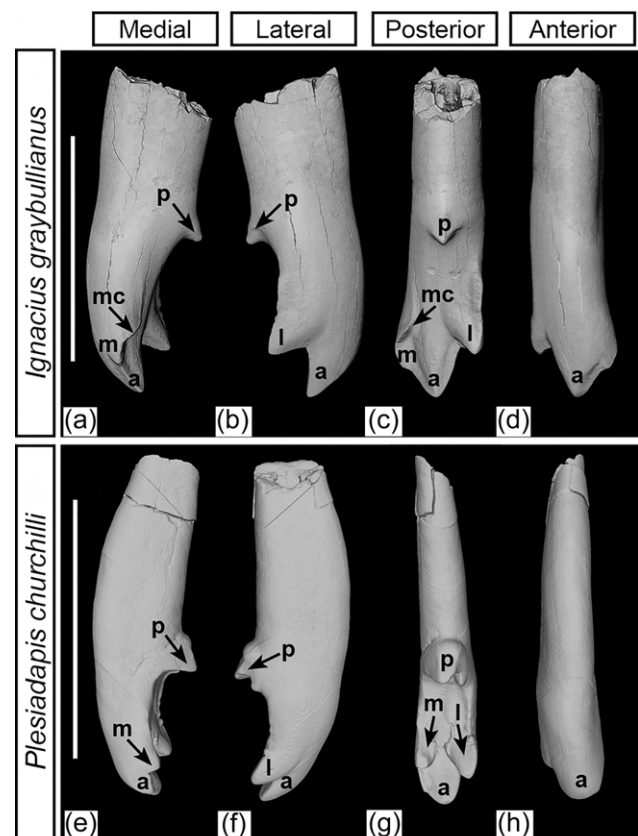 Medial Lateral Posterior Anterior
Ignacius graybullianus
p p p
mc mc
m m l l
a a a a
(a) (b) (c) (d)
Plesiadapis churchilli
p p p
m m l
l
a a a a
(e) (f) (g) (h)